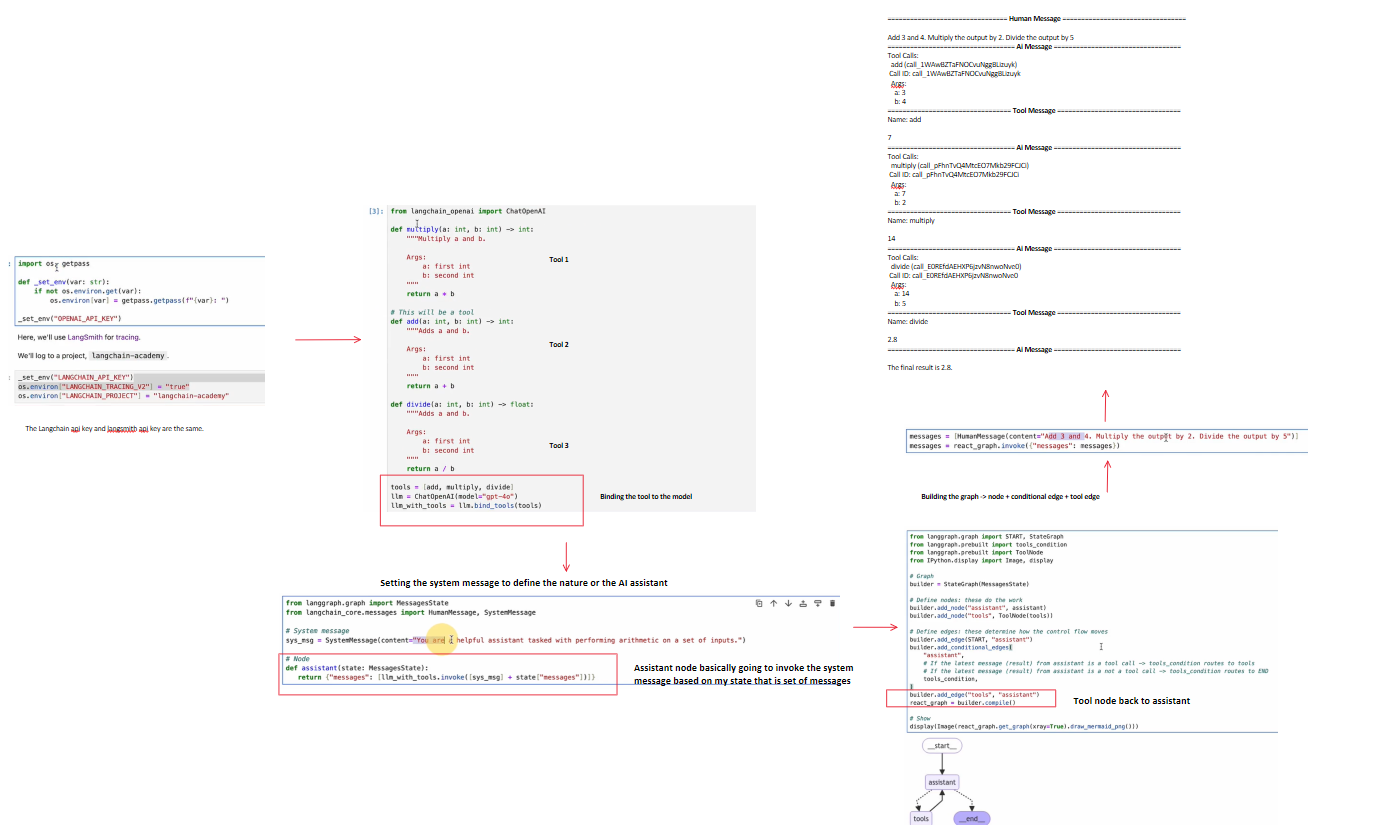 import os, getpass
def _set_env(var: str):
    if not os.environ.get(var):
        os.environ[var] = getpass.getpass(f"{var}: ")
_set_env("OPENAI_API_KEY")
Here, we'll use LangSmith for tracing.
We'll log to a project, langchain-academy .
_set_env("LANGCHAIN_API_KEY")
os.environ["LANGCHAIN_TRACING_V2"] = "true"
os.environ["LANGCHAIN_PROJECT"] = "langchain-academy"
The Langchain api key and langsmith api key are the same.
[3]:
from langchain_openai import ChatOpenAI
def multiply(a: int, b: int) -> int:
    """Multiply a and b.
    Args:
        a: first int
        b: second int
    """
    return a * b
Tool 1
# This will be a tool
def add(a: int, b: int) -> int:
    """Adds a and b.
    Args:
        a: first int
        b: second int
    """
    return a + b
Tool 2
def divide(a: int, b: int) -> float:
    """Adds a and b.
    Args:
        a: first int
        b: second int
    """
    return a / b
Tool 3
tools = [add, multiply, divide]
llm = ChatOpenAI(model="gpt-4o")
llm_with_tools = llm.bind_tools(tools)
Binding the tool to the model
Setting the system message to define the nature or the AI assistant
from langgraph.graph import MessagesState
from langchain_core.messages import HumanMessage, SystemMessage
# System message
sys_msg = SystemMessage(content="You are a helpful assistant tasked with performing arithmetic on a set of inputs.")
# Node
def assistant(state: MessagesState):
   return {"messages": [llm_with_tools.invoke([sys_msg] + state["messages"])]}
Assistant node basically going to invoke the system
message based on my state that is set of messages
from langgraph.graph import START, StateGraph
from langgraph.prebuilt import tools_condition
from langgraph.prebuilt import ToolNode
from IPython.display import Image, display
# Graph
builder = StateGraph(MessagesState)
# Define nodes: these do the work
builder.add_node("assistant", assistant)
builder.add_node("tools", ToolNode(tools))
# Define edges: these determine how the control flow moves
builder.add_edge(START, "assistant")
builder.add_conditional_edges(
    "assistant",
    # If the latest message (result) from assistant is a tool call -> tools_condition routes to tools
    # If the latest message (result) from assistant is a not a tool call -> tools_condition routes to END
    tools_condition,
)
builder.add_edge("tools", "assistant")
react_graph = builder.compile()
Tool node back to assistant
# Show
display(Image(react_graph.get_graph(xray=True).draw_mermaid_png()))
__start__
assistant
tools
__end__
Building the graph -> node + conditional edge + tool edge
messages = [HumanMessage(content="Add 3 and 4. Multiply the output by 2. Divide the output by 5")]
messages = react_graph.invoke({"messages": messages})
================================ Human Message =================================
Add 3 and 4. Multiply the output by 2. Divide the output by 5
================================== Ai Message ==================================
Tool Calls:
  add (call_1WAwBZTaFNOCvuNggBLizuyk)
 Call ID: call_1WAwBZTaFNOCvuNggBLizuyk
  Args:
    a: 3
    b: 4
================================= Tool Message =================================
Name: add
7
================================== Ai Message ==================================
Tool Calls:
  multiply (call_pFhnTvQ4MtcEO7Mkb29FCJCi)
 Call ID: call_pFhnTvQ4MtcEO7Mkb29FCJCi
  Args:
    a: 7
    b: 2
================================= Tool Message =================================
Name: multiply
14
================================== Ai Message ==================================
Tool Calls:
  divide (call_E0REfdAEHXP6jzvN8nwoNve0)
 Call ID: call_E0REfdAEHXP6jzvN8nwoNve0
  Args:
    a: 14
    b: 5
================================= Tool Message =================================
Name: divide
2.8
================================== Ai Message ==================================
The final result is 2.8.